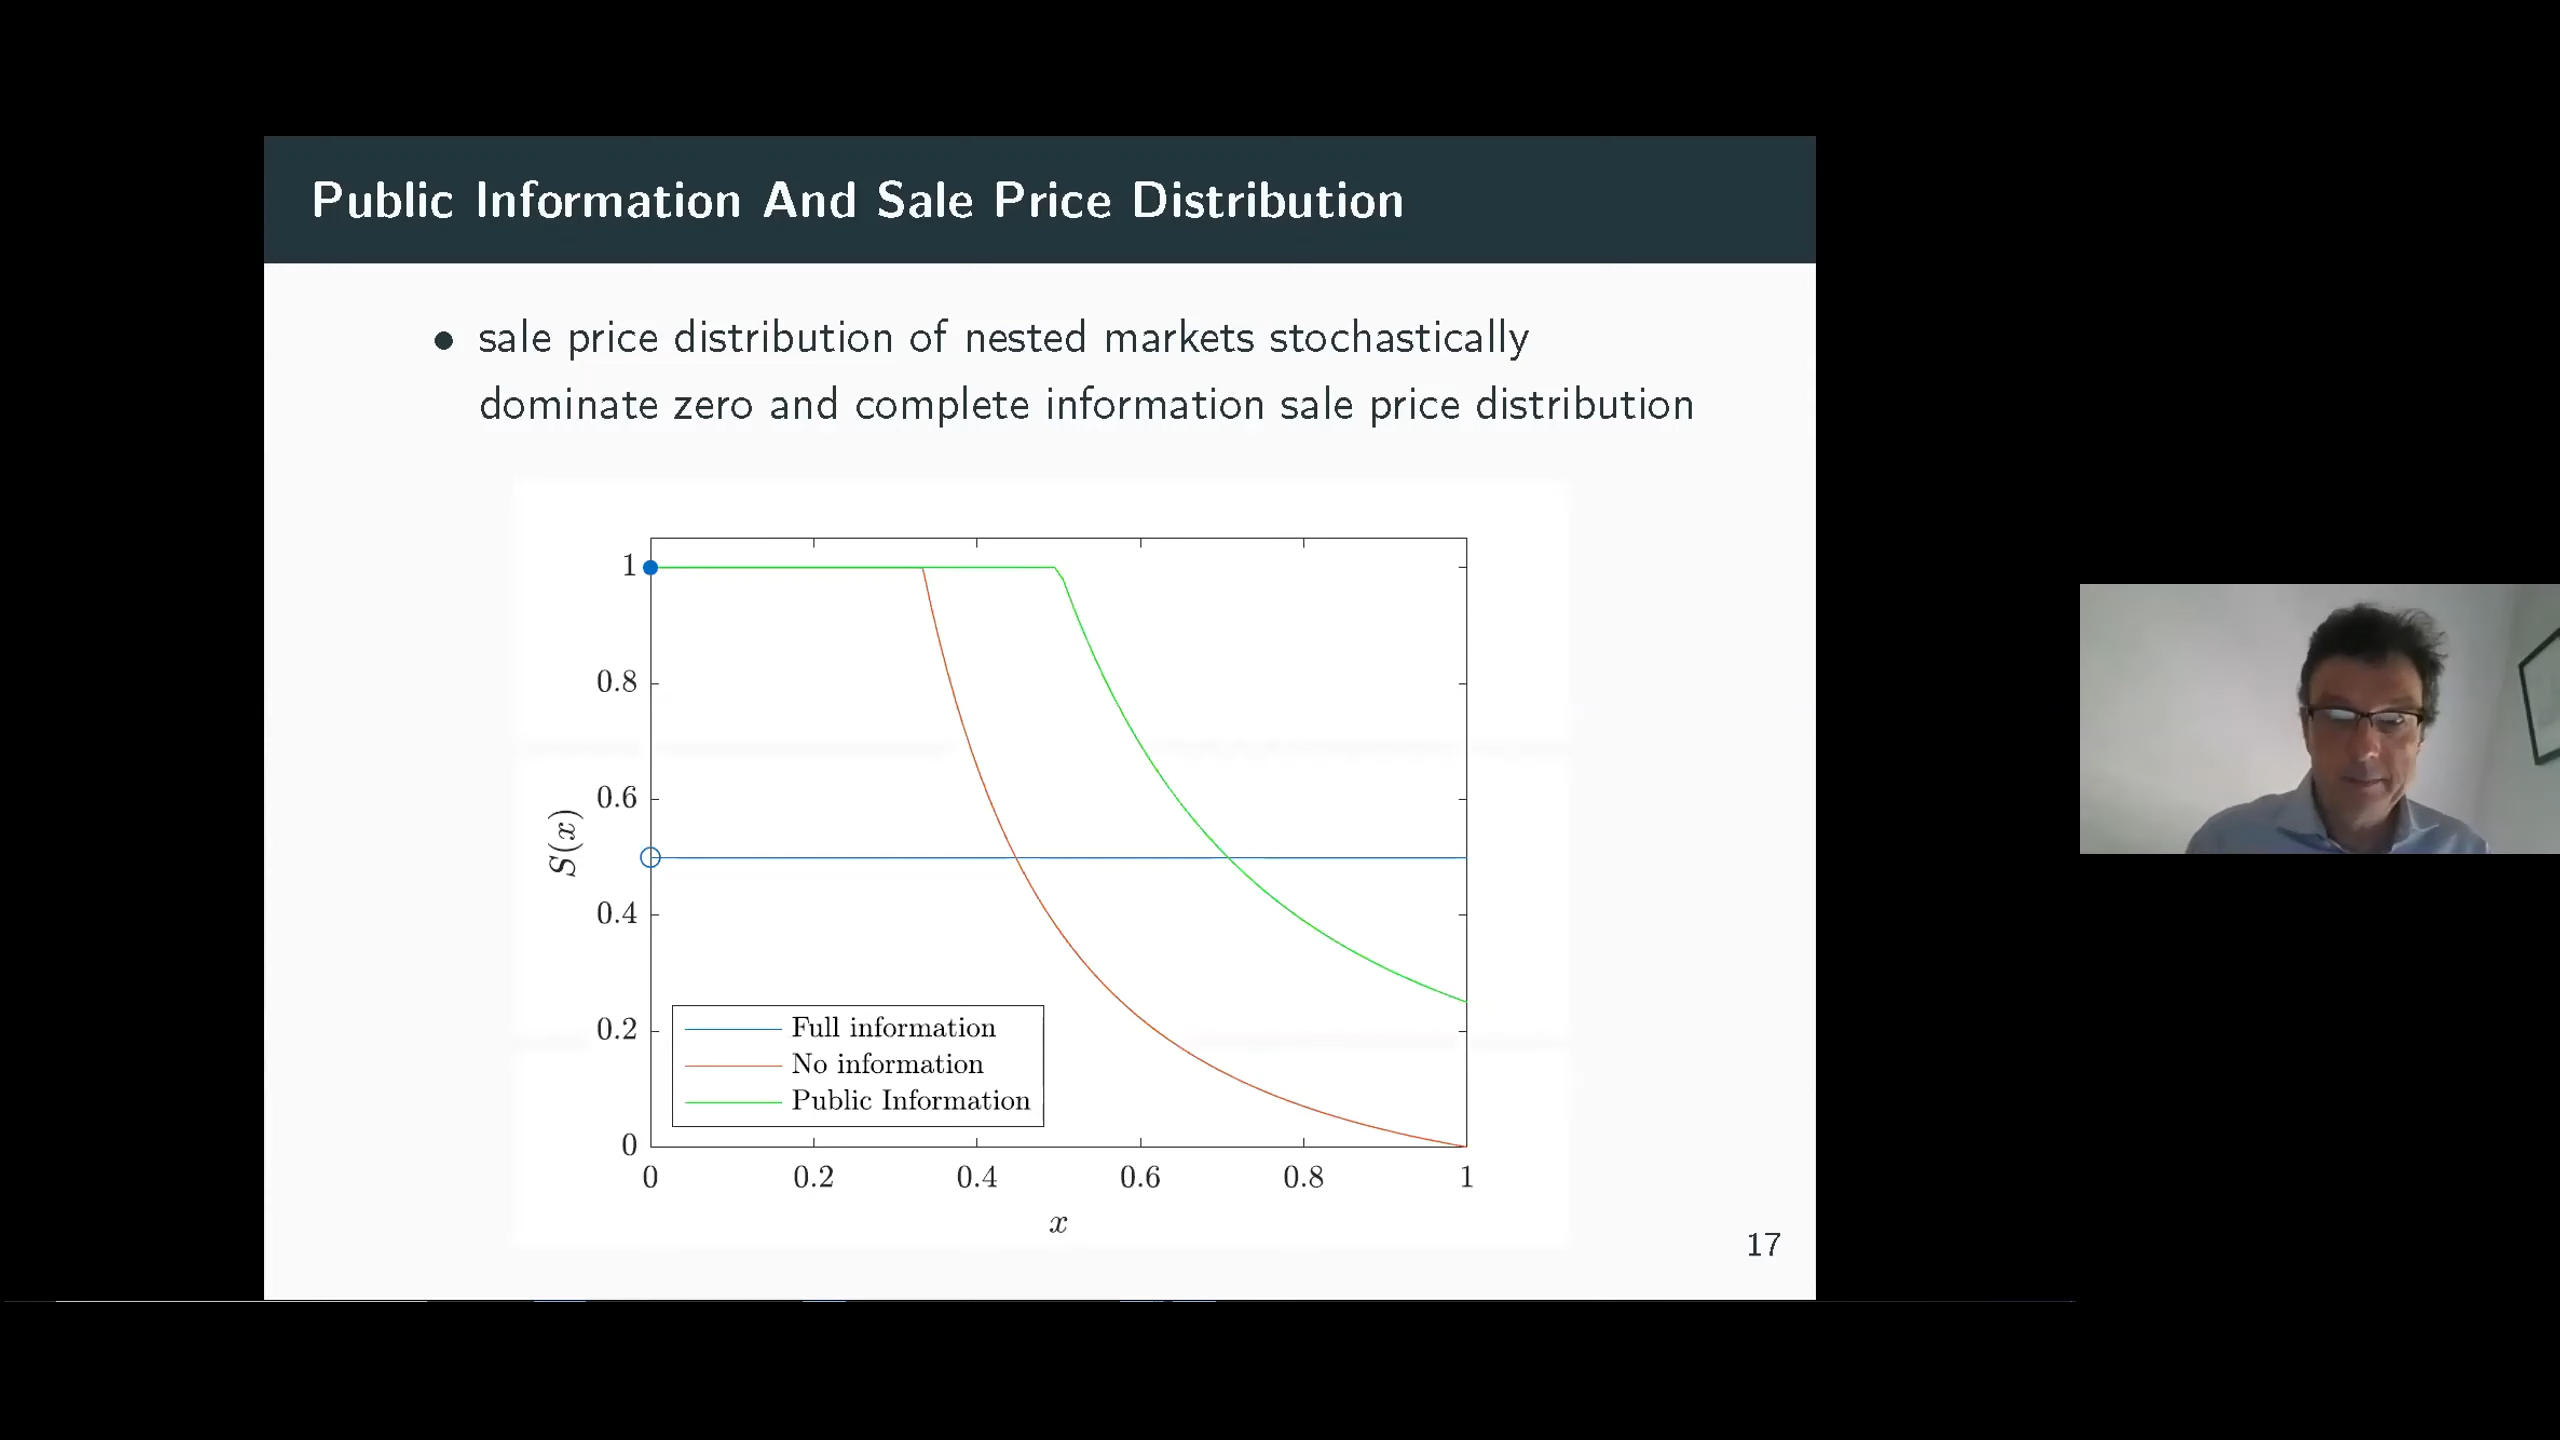 Public Information And Sale Price Distribution
• sale price distribution of nested markets stochastically
dominate zero and complete information sale price distribution
1
0.8
0.6
0.4
0.2
0
S(x)
Full information
No information
Public Information
0 0.2 0.4 0.6 0.8 1
x
17